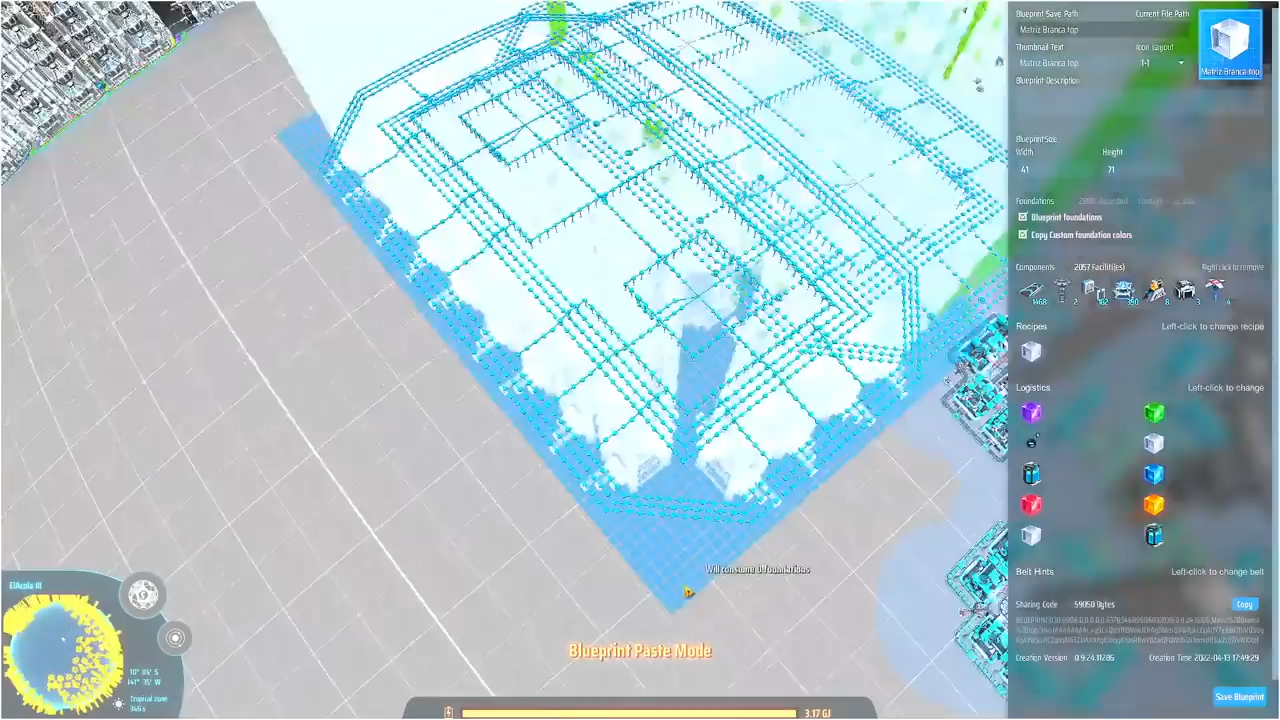 Blueprint Save Path
Current File Path
Matriz Branca top
Thumbnail Text
Icon Layout
Matriz Branca top
1-1
Matriz Branca top
Blueprint Description
Blueprint Size
Width
Height
41
71
Foundations
Blueprint foundations
Copy Custom foundation colors
Components
2057 Facilit(ies)
Right click to remove
1468
2
8
3
4
Recipes
Left-click to change recipe
Logistics
Left-click to change
Belt Hints
Left-click to change belt
Sharing Code
59050 Bytes
Copy
Creation Version
0.9.24.11286
Creation Time 2022-04-13 17:49:29
Save Blueprint
Will consume foundations
Blueprint Paste Mode
3.17 GJ
ElAcola III
Tropical zone